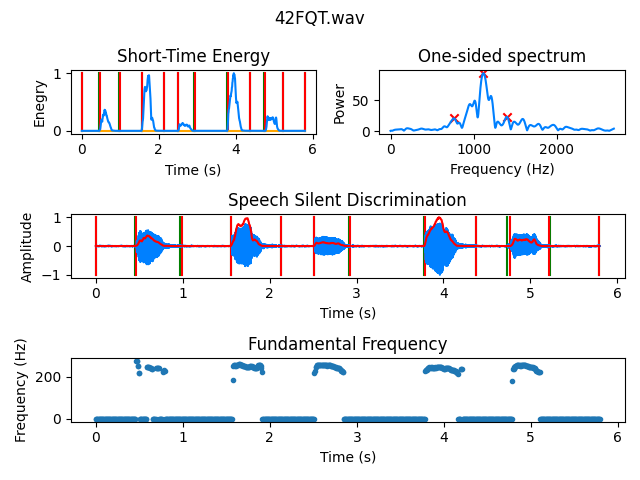 42FQT.wav
Short-Time Energy
One-sided spectrum
Enegry
1
0
0
2
4
6
Time (s)
Power
50
0
0
1000
2000
Frequency (Hz)
Speech Silent Discrimination
Amplitude
1
0
−1
0
1
2
3
4
5
6
Time (s)
Fundamental Frequency
Frequency (Hz)
200
0
0
1
2
3
4
5
6
Time (s)